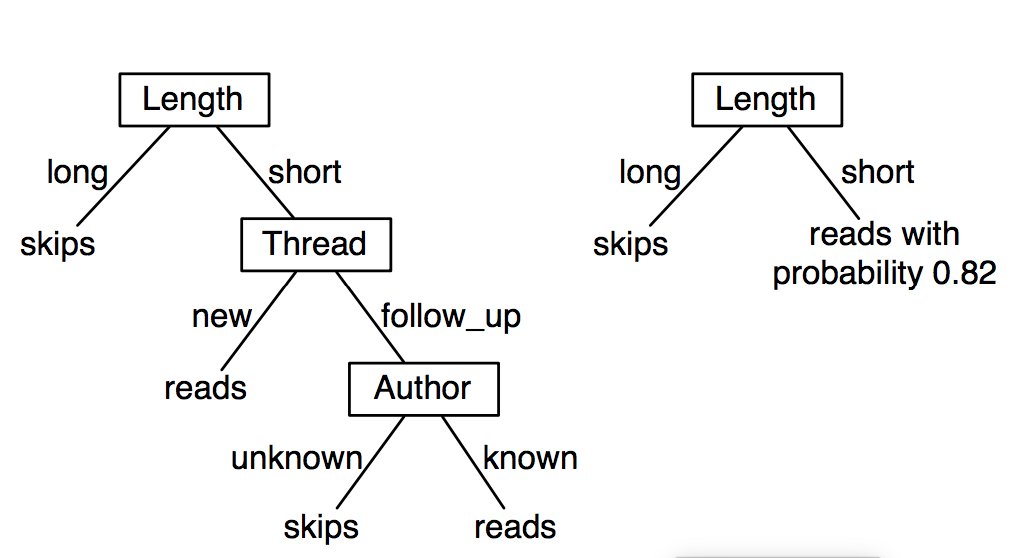 Length
long
short
skips
Thread
new
follow_up
reads
Author
unknown
known
skips
reads
Length
long
short
skips
reads with
probability 0.82